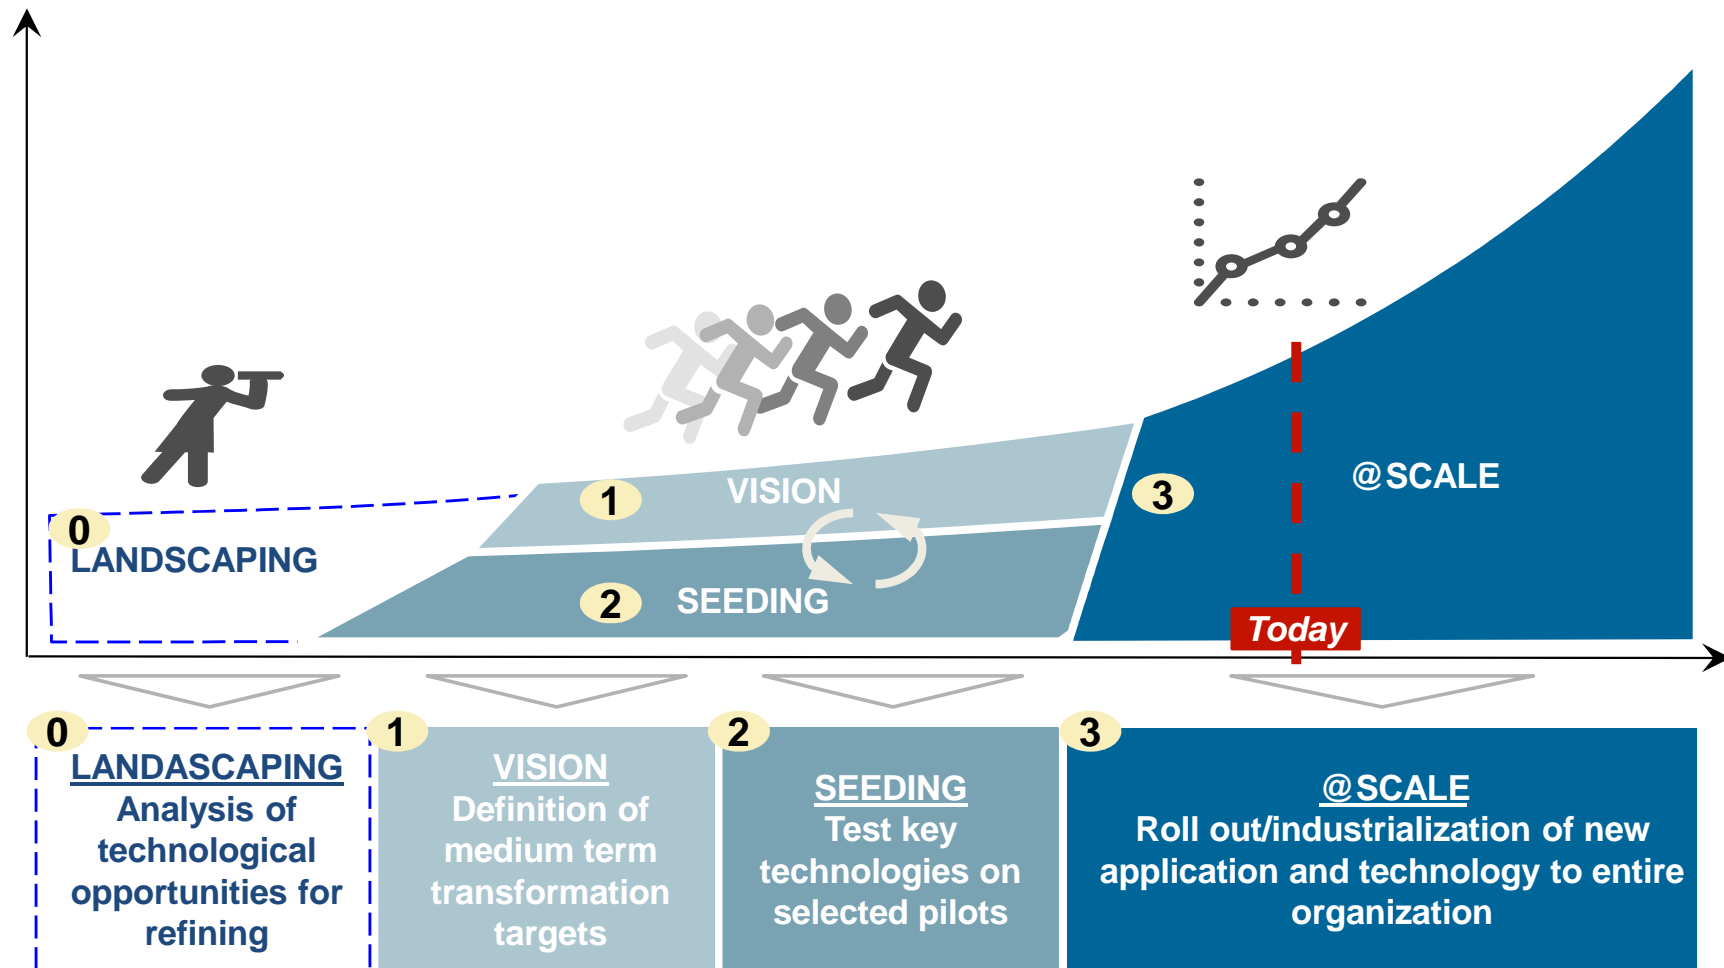 1
VISION
3
@SCALE
0
LANDSCAPING
2
SEEDING
Today
0
LANDASCAPING
Analysis of
technological
opportunities for
refining
1
VISION
Definition of
medium term
transformation
targets
2
SEEDING
Test key
technologies on
selected pilots
3
@SCALE
Roll out/industrialization of new
application and technology to entire
organization